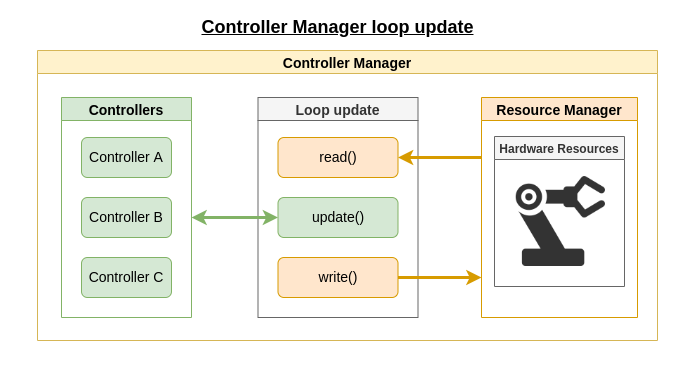 Controller Manager loop update
Controller Manager
Controllers
Controller A
Controller B
Controller C
Loop update
read()
update()
write()
Resource Manager
Hardware Resources